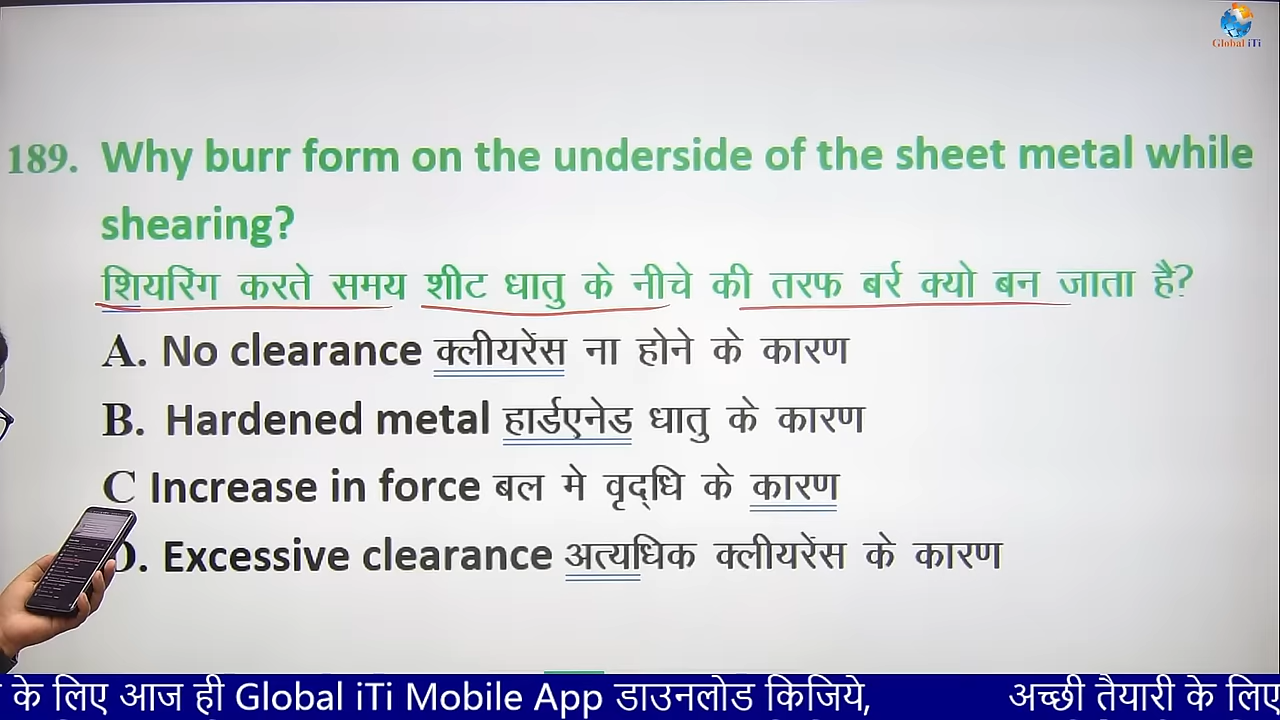 Global iTi
189. Why burr form on the underside of the sheet metal while
shearing?
शियरिंग करते समय शीट धातु के नीचे की तरफ बर्र क्यो बन जाता है?
A. No clearance क्लीयरेंस ना होने के कारण
B. Hardened metal हार्डएनेड धातु के कारण
C Increase in force बल मे वृद्धि के कारण
D. Excessive clearance अत्यधिक क्लीयरेंस के कारण
के लिए आज ही Global iTi Mobile App डाउनलोड किजिये, अच्छी तैयारी के लिए